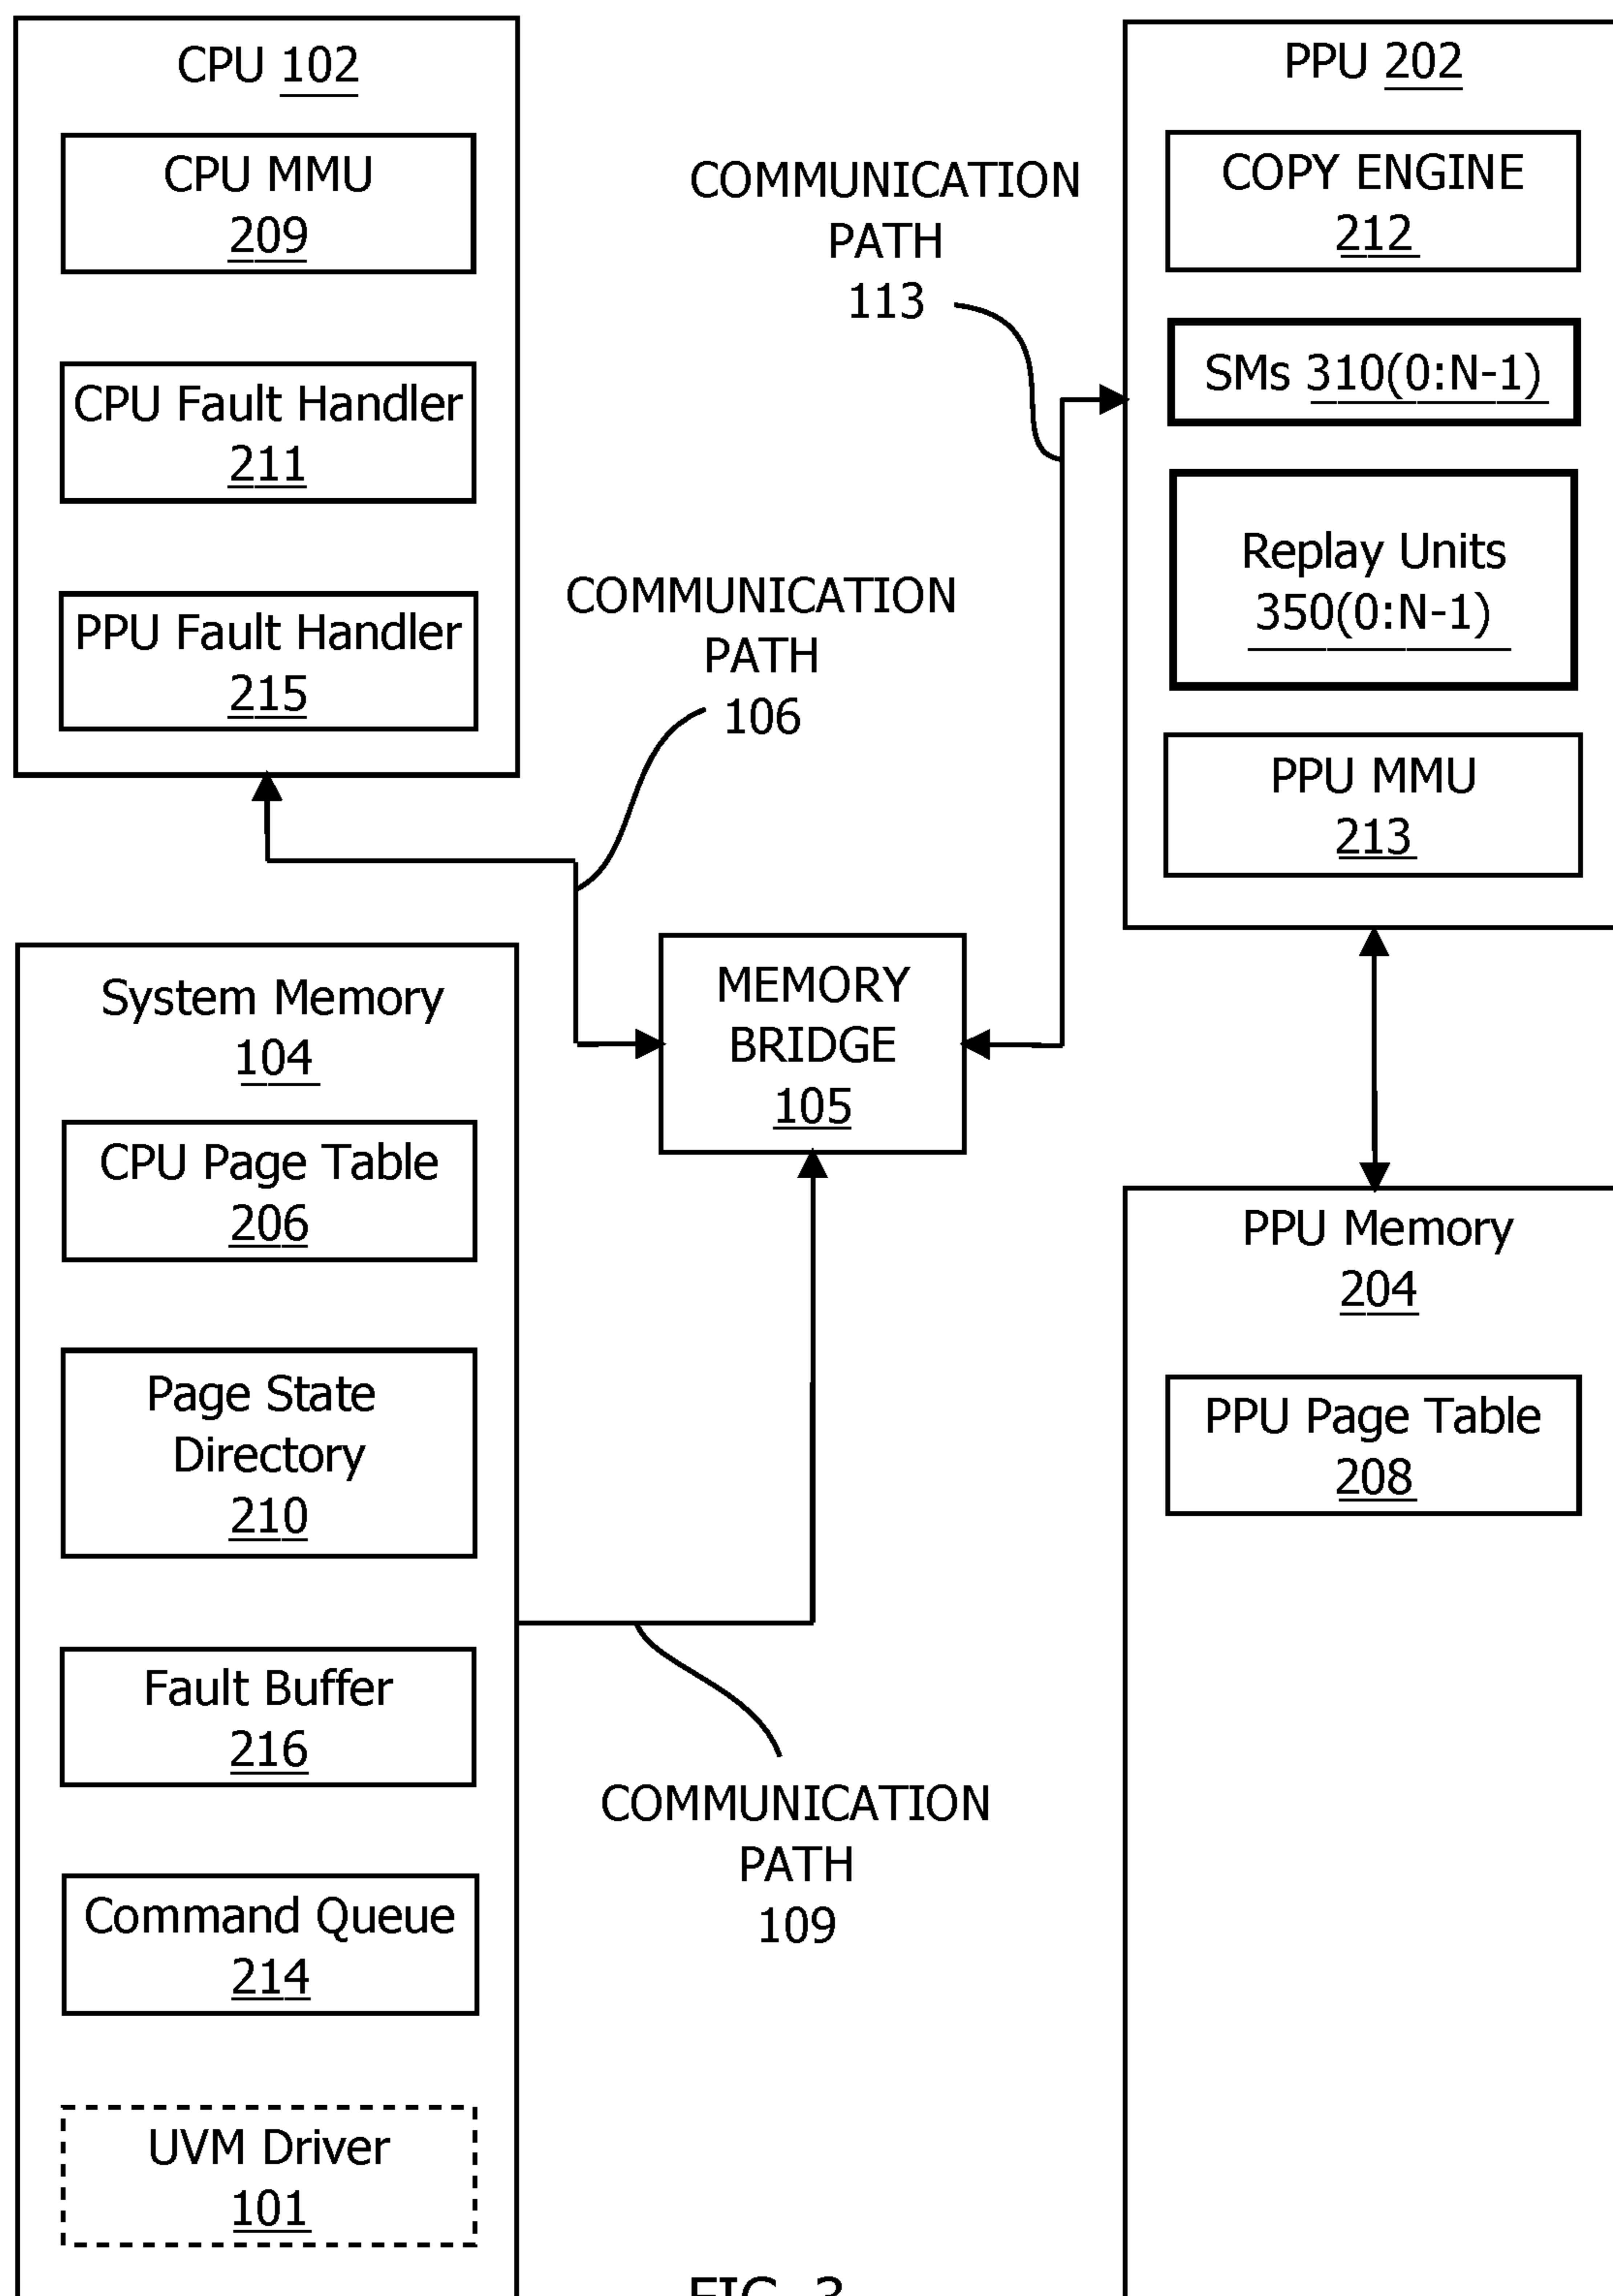 CPU 102
CPU MMU
209
CPU Fault Handler
211
PPU Fault Handler
215
COMMUNICATION
PATH
113
COMMUNICATION
PATH
106
PPU 202
COPY ENGINE
212
SMs 310(0:N-1)
Replay Units
350(0:N-1)
PPU MMU
213
System Memory
104
CPU Page Table
206
Page State
Directory
210
Fault Buffer
216
Command Queue
214
UVM Driver
101
MEMORY
BRIDGE
105
COMMUNICATION
PATH
109
PPU Memory
204
PPU Page Table
208
FIG. 3